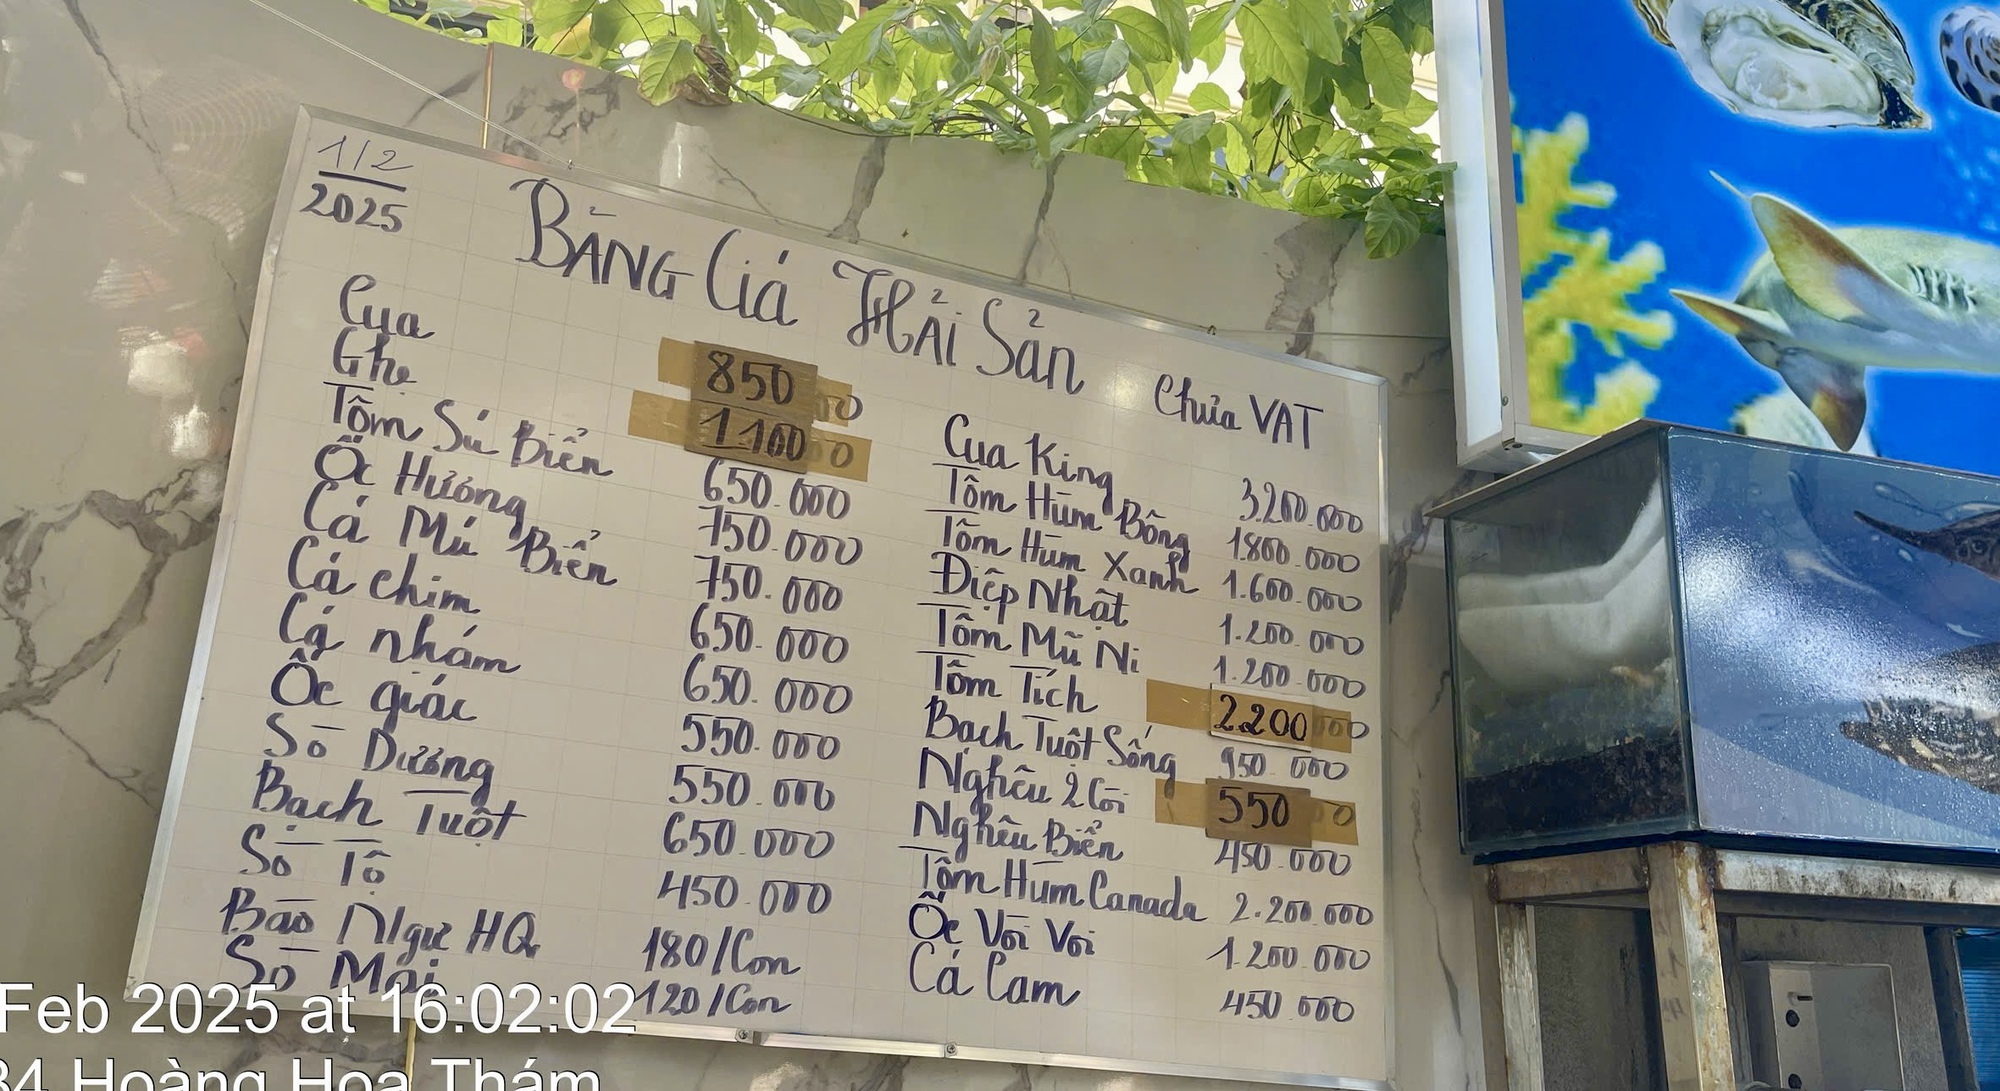 1/2
2025
BẢNG Giá HẢi Sản
Chưa VAT
Cua 850
Ghẹ 1100
Tôm Sú Biển 650.000
Ốc Hương 750.000
Cá Mú Biển 750.000
Cá chim 650.000
Cá nhám 650.000
Ốc giác 550.000
Sò Dương 550.000
Bạch Tuột 650.000
Sò Tộ 450.000
Bào Ngư HQ 180/Con
Sò Mai 120/Con
Cua King 3.200.000
Tôm Hùm Bông 1.800.000
Tôm Hùm Xanh 1.600.000
Điệp Nhật 1.200.000
Tôm Mũ Ni 1.200.000
Tôm Tích 2.200
Bạch Tuột Sống 950.000
Nghêu 2 Còi 550
Nghêu Biển 450.000
Tôm Hùm Canada 2.200.000
Ốc Vòi Voi 1.200.000
Cá Cam 450.000
Feb 2025 at 16:02:02
84 Hoàng Hoa Thám